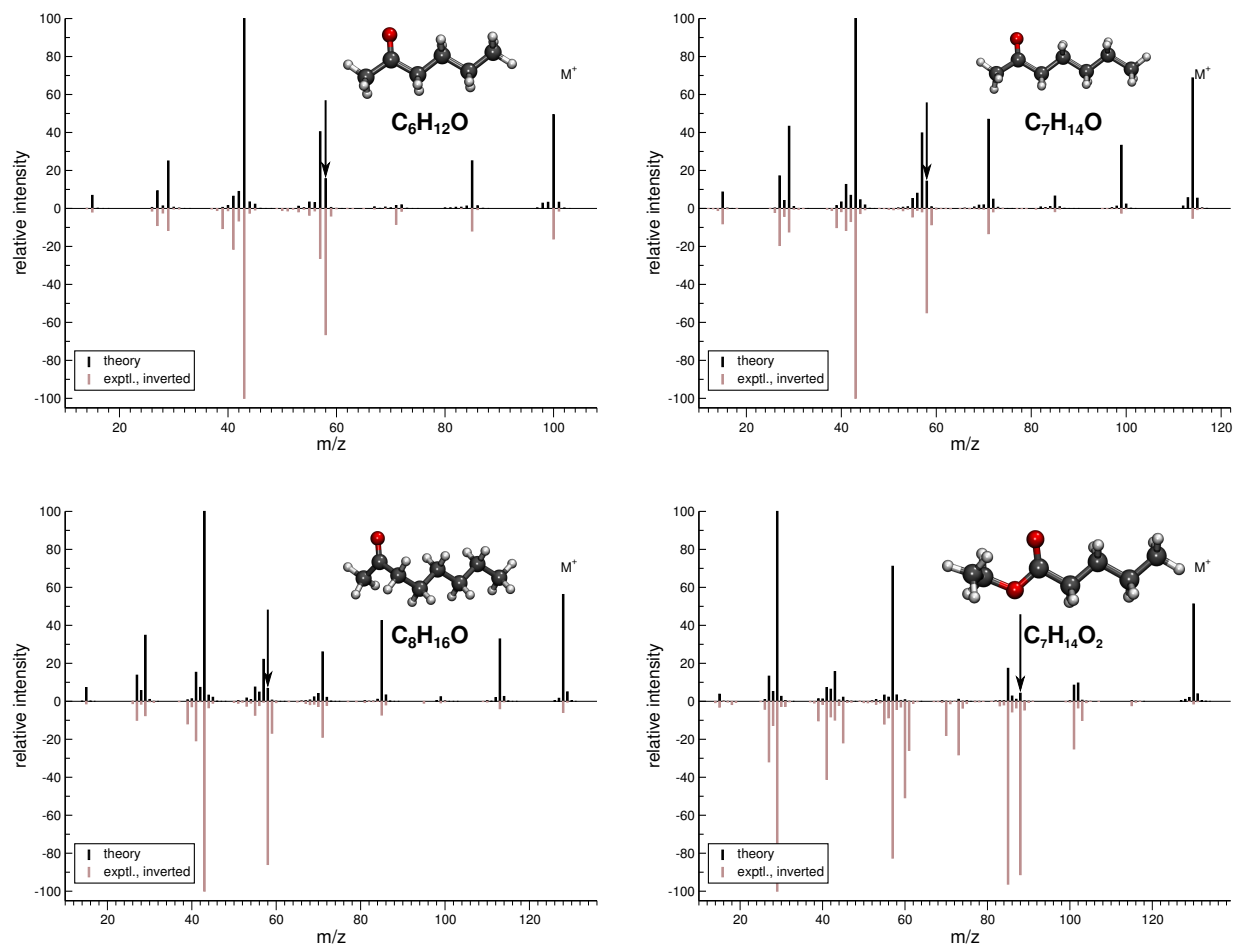 100
80
60
40
20
0
-20
-40
-60
-80
-100
relative intensity
C₆H₁₂O
M⁺
theory
exptl., inverted
20 40 60 80 100
m/z
100
80
60
40
20
0
-20
-40
-60
-80
-100
relative intensity
C₇H₁₄O
M⁺
theory
exptl., inverted
20 40 60 80 100 120
m/z
100
80
60
40
20
0
-20
-40
-60
-80
-100
relative intensity
C₈H₁₆O
M⁺
theory
exptl., inverted
20 40 60 80 100 120
m/z
100
80
60
40
20
0
-20
-40
-60
-80
-100
relative intensity
C₇H₁₄O₂
M⁺
theory
exptl., inverted
20 40 60 80 100 120
m/z